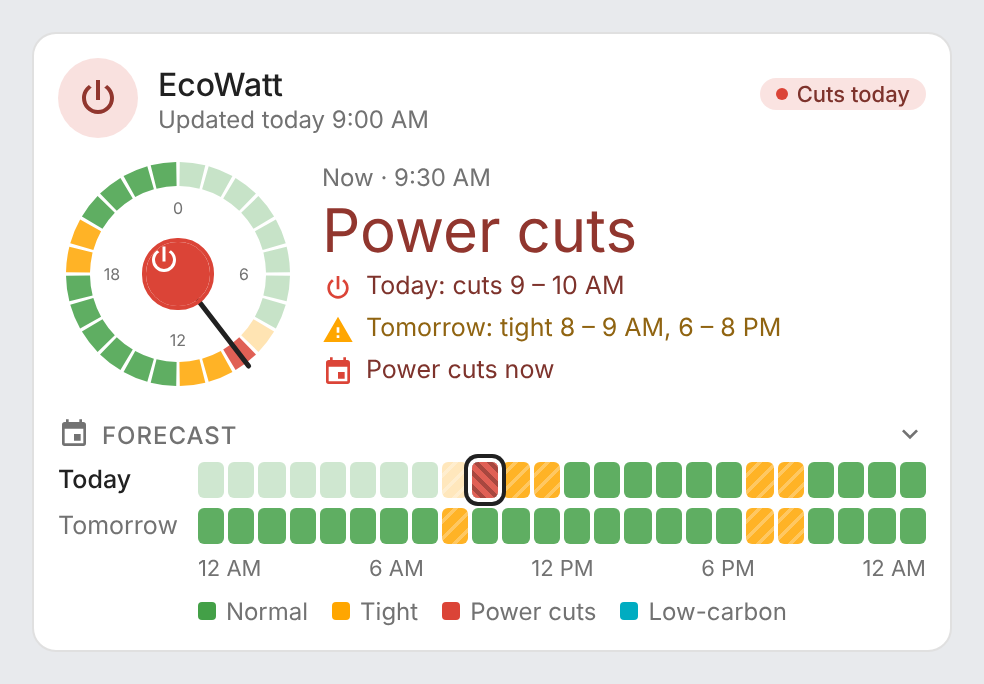 EcoWatt
Updated today 9:00 AM
Cuts today
0
18
6
12
Now · 9:30 AM
Power cuts
Today: cuts 9 – 10 AM
Tomorrow: tight 8 – 9 AM, 6 – 8 PM
Power cuts now
FORECAST
Today
Tomorrow
12 AM 6 AM 12 PM 6 PM 12 AM
Normal Tight Power cuts Low-carbon